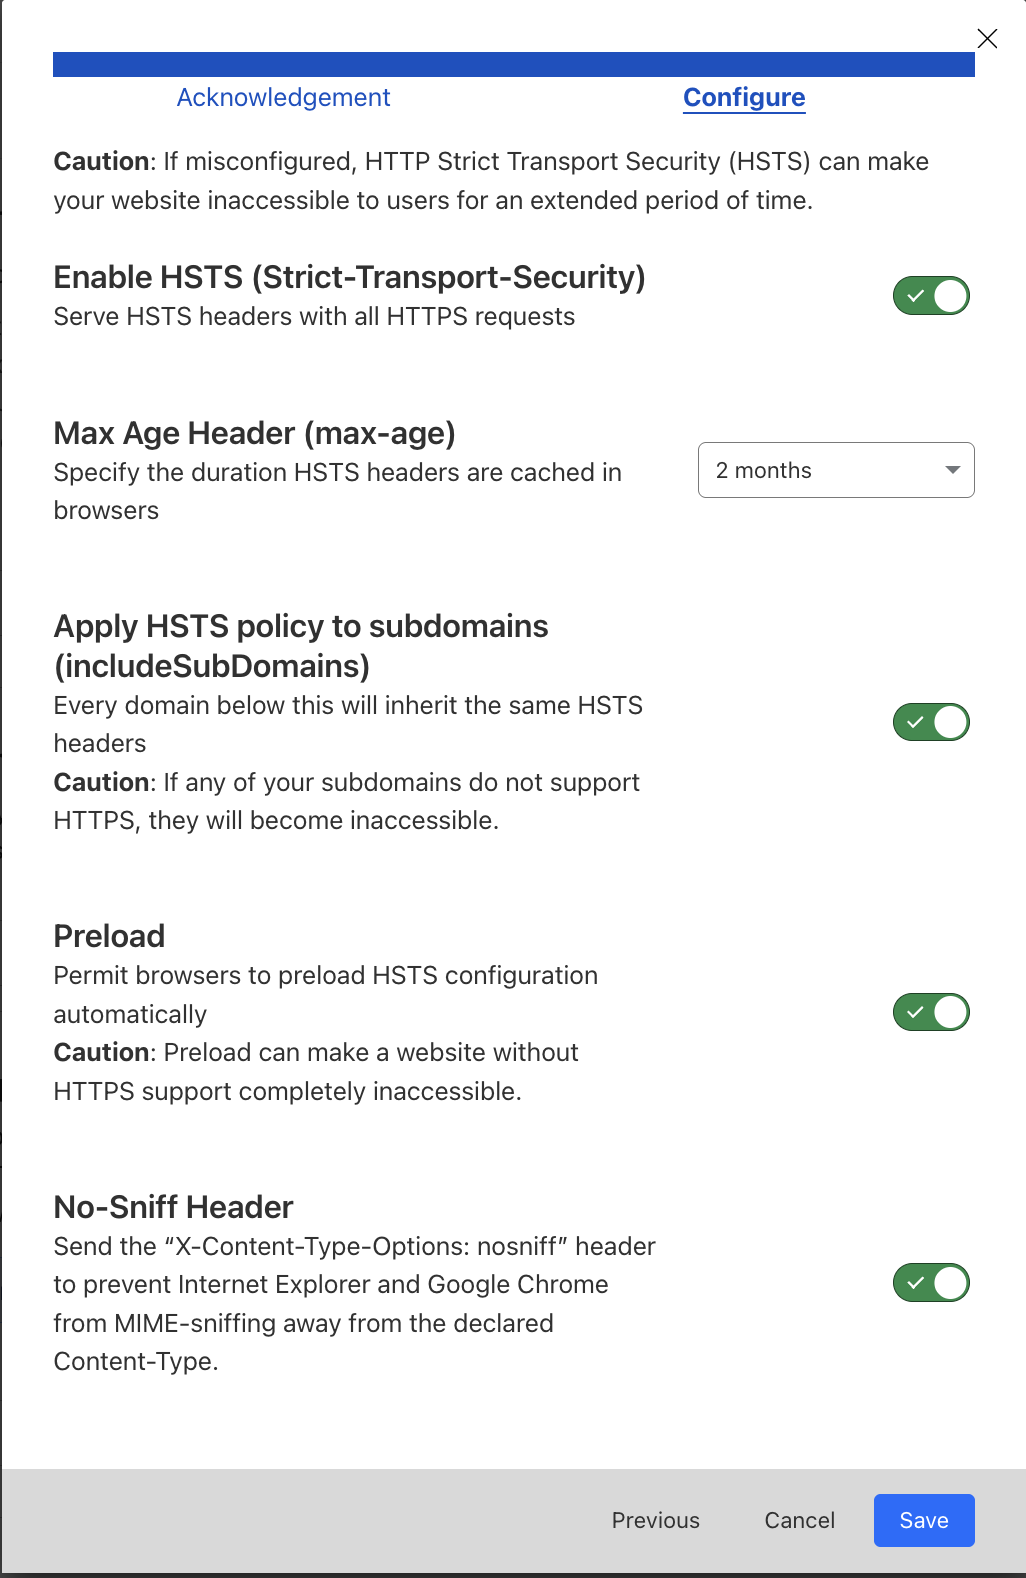 Acknowledgement
Configure
Caution: If misconfigured, HTTP Strict Transport Security (HSTS) can make
your website inaccessible to users for an extended period of time.
Enable HSTS (Strict-Transport-Security)
Serve HSTS headers with all HTTPS requests
Max Age Header (max-age)
Specify the duration HSTS headers are cached in
browsers
2 months
Apply HSTS policy to subdomains
(includeSubDomains)
Every domain below this will inherit the same HSTS
headers
Caution: If any of your subdomains do not support
HTTPS, they will become inaccessible.
Preload
Permit browsers to preload HSTS configuration
automatically
Caution: Preload can make a website without
HTTPS support completely inaccessible.
No-Sniff Header
Send the “X-Content-Type-Options: nosniff” header
to prevent Internet Explorer and Google Chrome
from MIME-sniffing away from the declared
Content-Type.
Previous
Cancel
Save